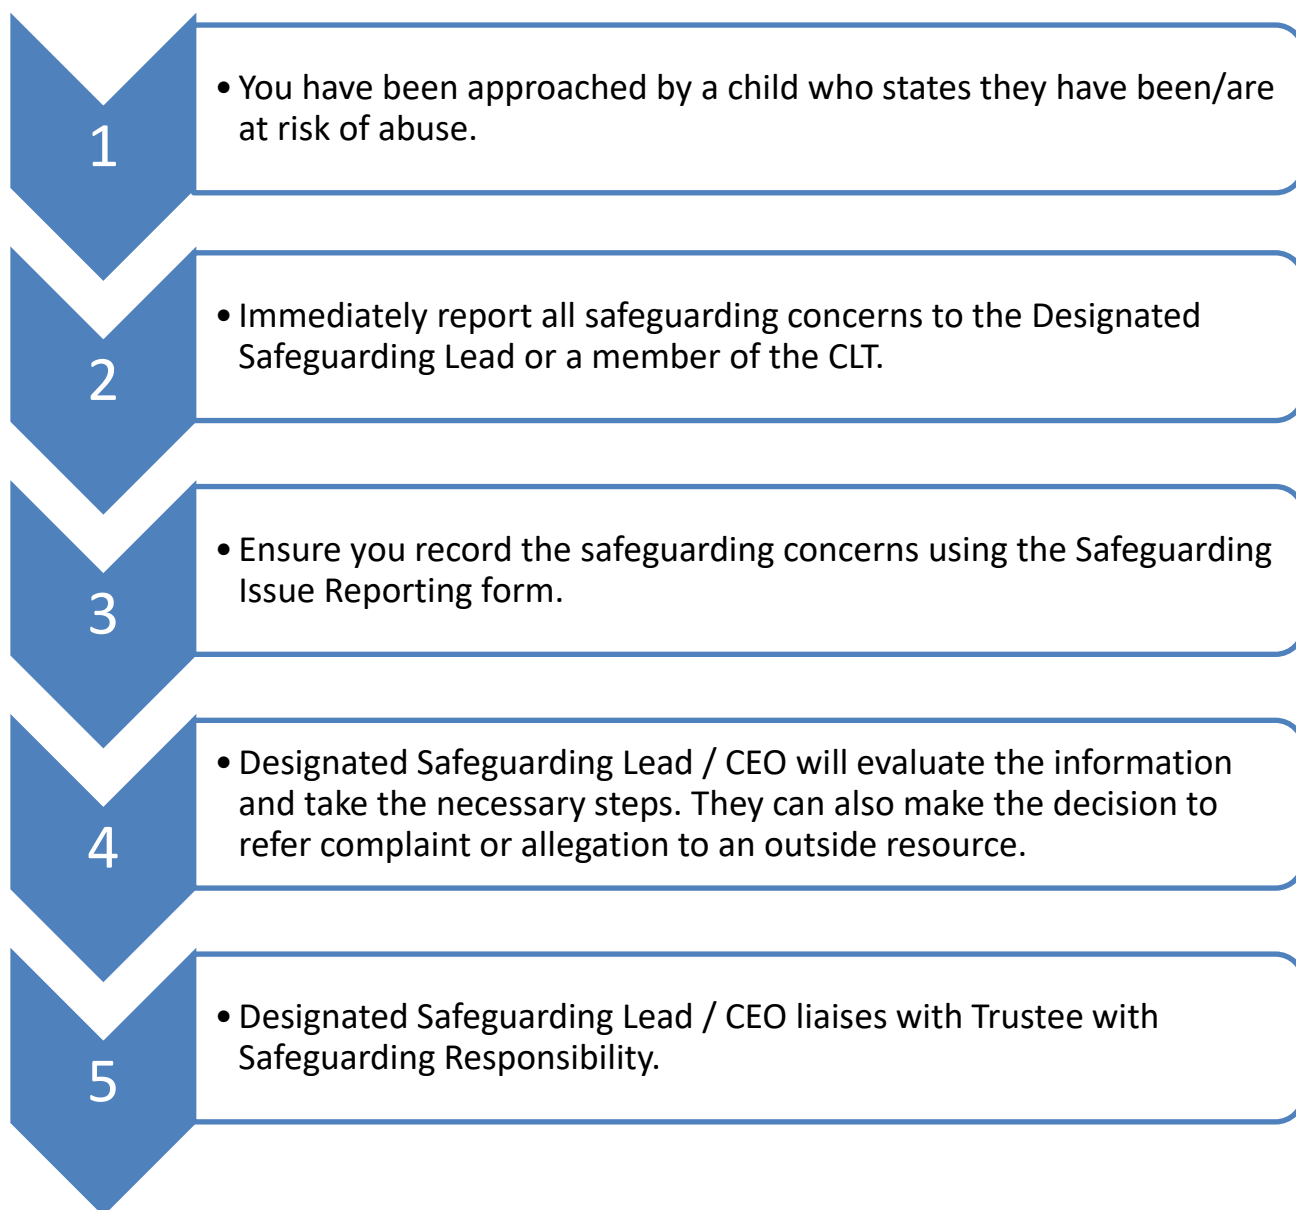 1
• You have been approached by a child who states they have been/are
at risk of abuse.
2
• Immediately report all safeguarding concerns to the Designated
Safeguarding Lead or a member of the CLT.
3
• Ensure you record the safeguarding concerns using the Safeguarding
Issue Reporting form.
4
• Designated Safeguarding Lead / CEO will evaluate the information
and take the necessary steps. They can also make the decision to
refer complaint or allegation to an outside resource.
5
• Designated Safeguarding Lead / CEO liaises with Trustee with
Safeguarding Responsibility.